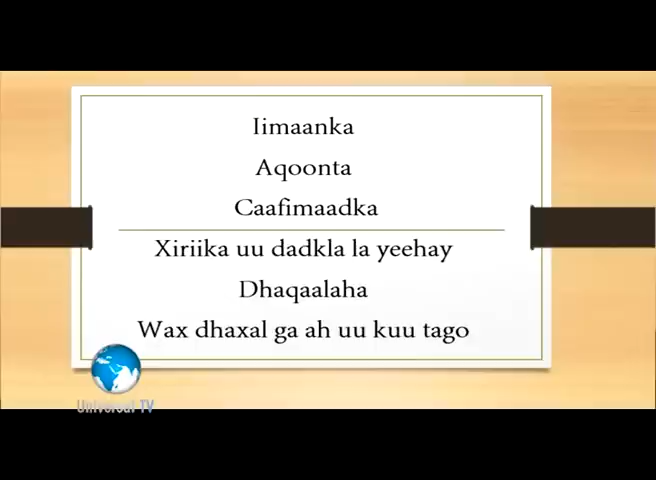 Iimaanka
Aqoonta
Caafimaadka
Xiriika uu dadkla la yeehay
Dhaqaalaha
Wax dhaxal ga ah uu kuu tago
Universal TV